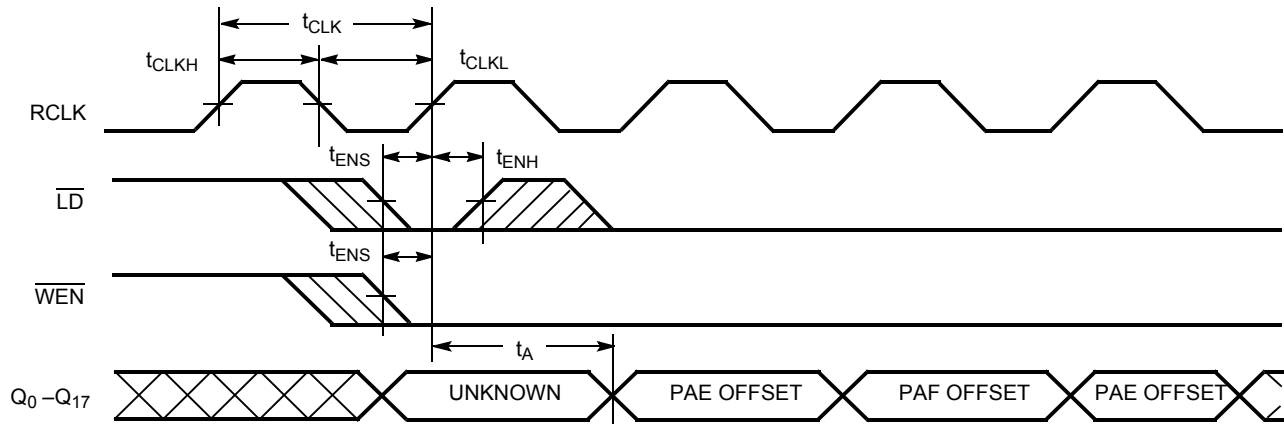 tCLK
tCLKH
tCLKL
RCLK
tENS
tENH
LD
tENS
WEN
tA
Q0 –Q17
UNKNOWN
PAE OFFSET
PAF OFFSET
PAE OFFSET